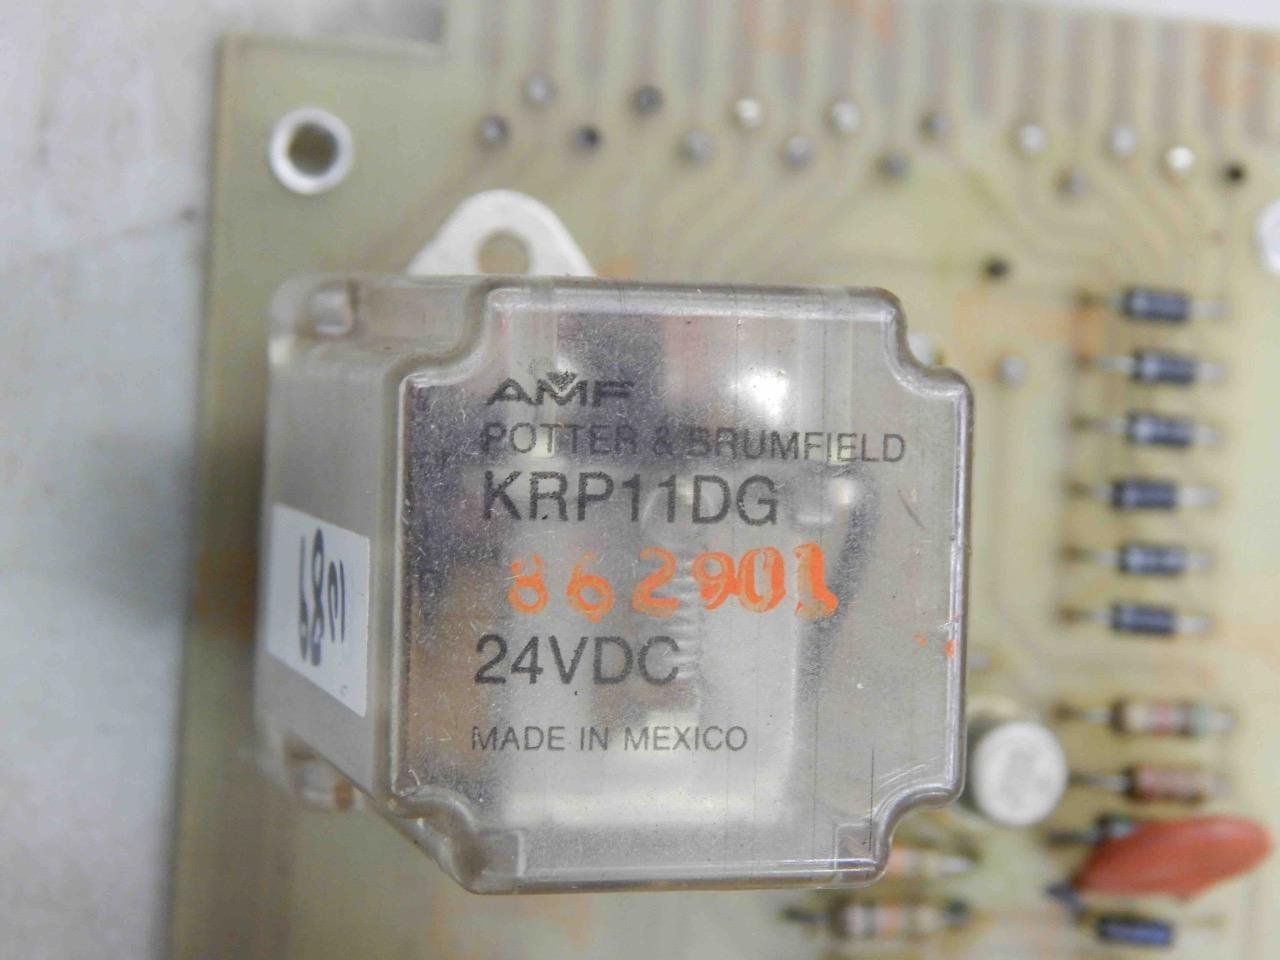 AMF
POTTER & BRUMFIELD
KRP11DG
862901
24VDC
MADE IN MEXICO